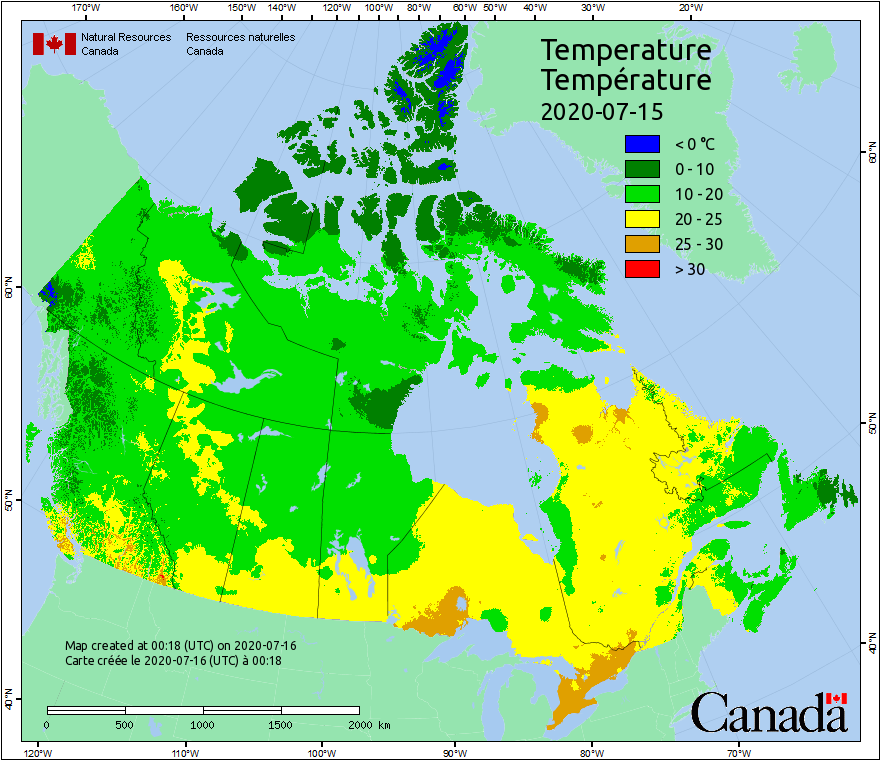 170°W 160°W 150°W 140°W 130°W 120°W 110°W 100°W 80°W 60°W 50°W 40°W 30°W 20°W
Natural Resources Canada
Ressources naturelles Canada
Temperature
Température
2020-07-15
< 0 °C
0 - 10
10 - 20
20 - 25
25 - 30
> 30
60°N
50°N
40°N
60°N
50°N
40°N
Map created at 00:18 (UTC) on 2020-07-16
Carte créée le 2020-07-16 (UTC) à 00:18
0 500 1000 1500 2000 km
Canada
120°W 110°W 100°W 90°W 80°W 70°W